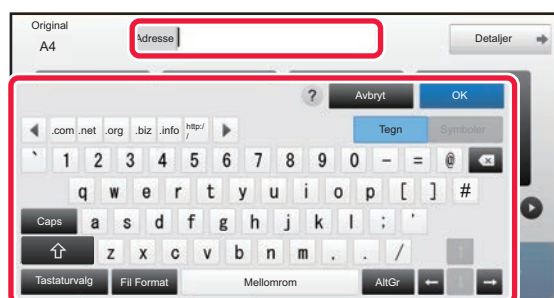 Original
A4
Adresse
Detaljer
? Avbryt OK
.com .net .org .biz .info http:// Tegn Symboler
` 1 2 3 4 5 6 7 8 9 0 - = @
q w e r t y u i o p [ ] #
Caps a s d f g h j k l ; '
z x c v b n m . . /
Tastaturvalg Fil Format Mellomrom AltGr